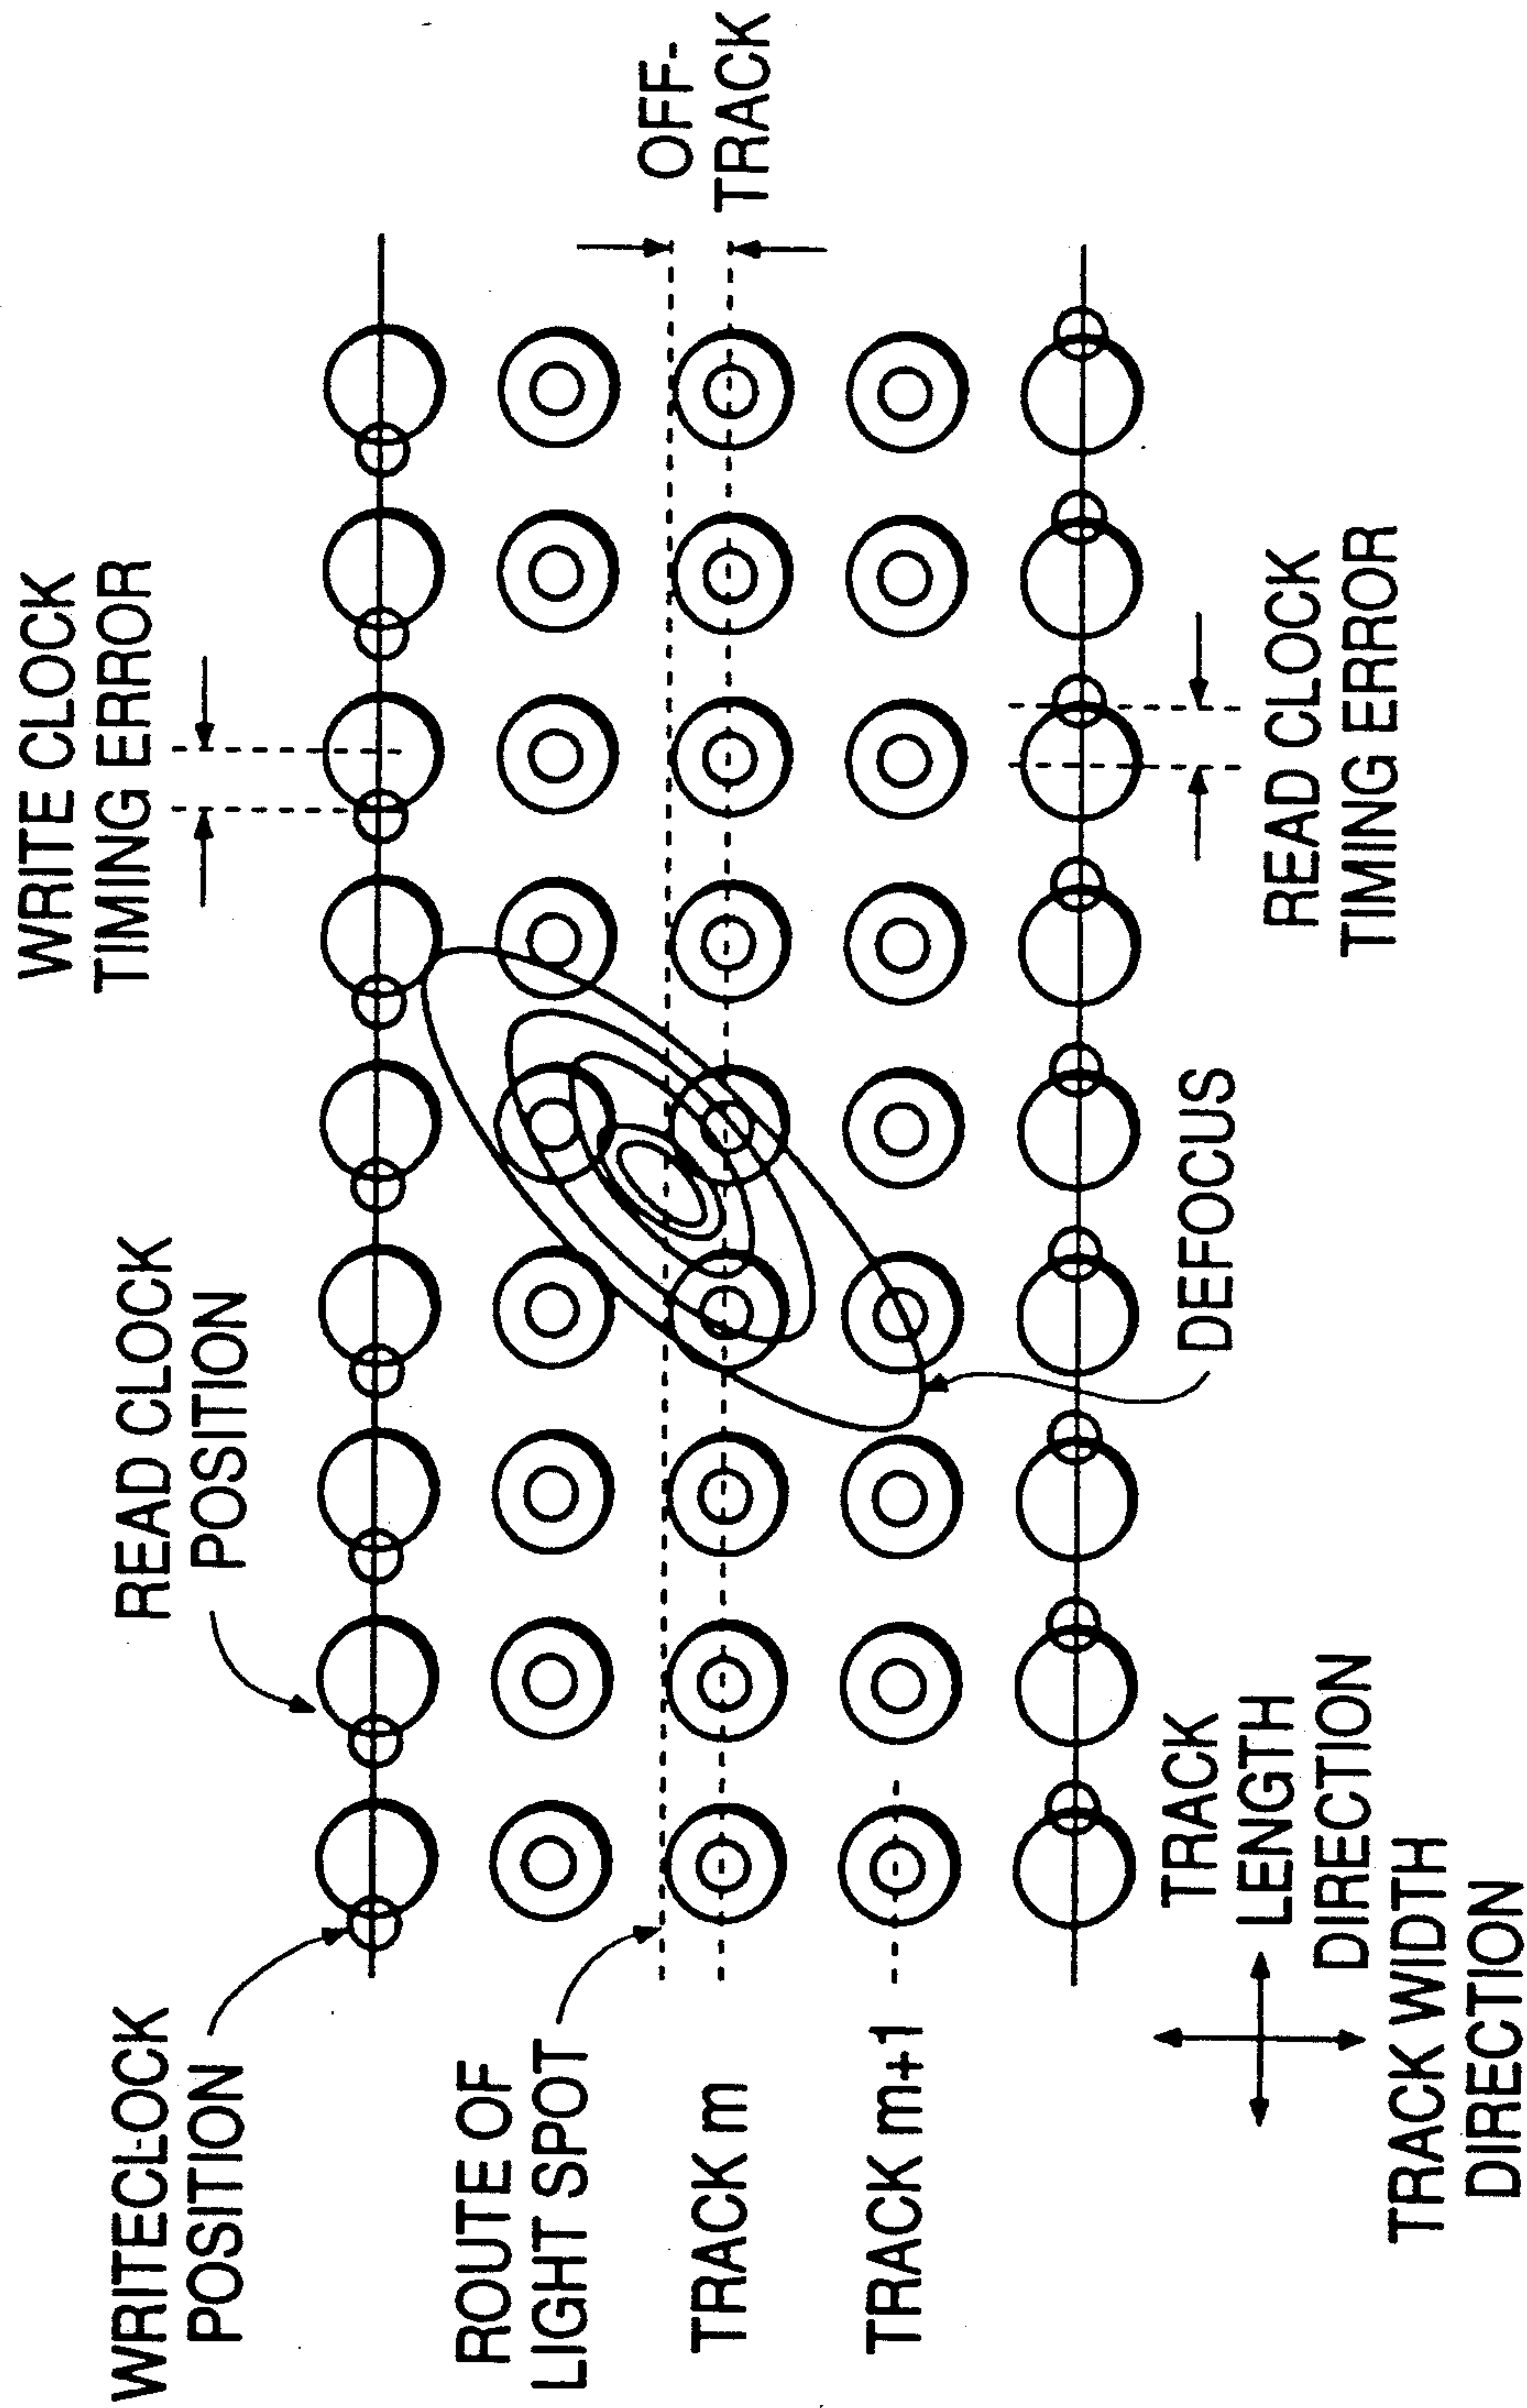 WRITE CLOCK
TIMING ERROR
OFF-
TRACK
READ CLOCK
POSITION
WRITECLOCK
POSITION
ROUTE OF
LIGHT SPOT
TRACK m
TRACK m+1
DEFOCUS
READ CLOCK
TIMING ERROR
TRACK
LENGTH
DIRECTION
TRACK WIDTH
DIRECTION